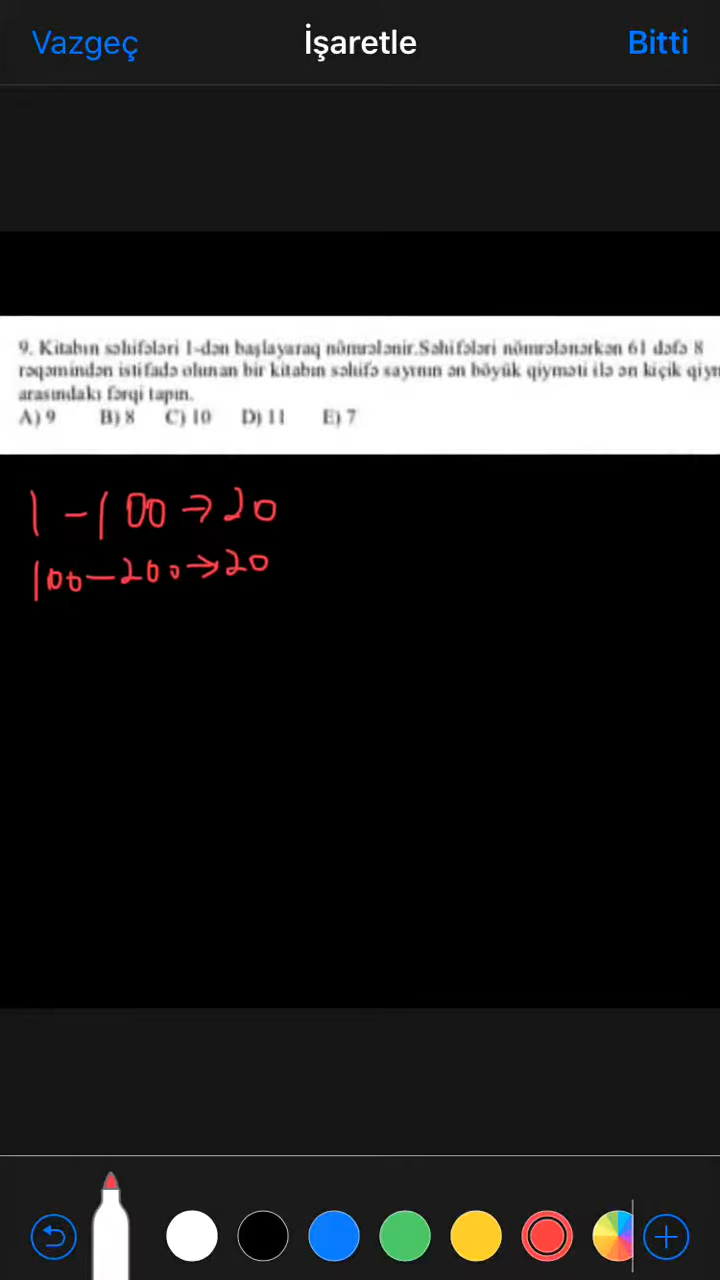 Vazgeç İşaretle Bitti
9. Kitabın səhifələri 1-dən başlayaraq nömrələnir.Səhifələri nömrələnərkən 61 dəfə 8
rəqəmindən istifadə olunan bir kitabın səhifə sayının ən böyük qiyməti ilə ən kiçik qiym
arasındakı fərqi tapın.
A) 9 B) 8 C) 10 D) 11 E) 7
1 - 100 → 20
100 - 200 → 20